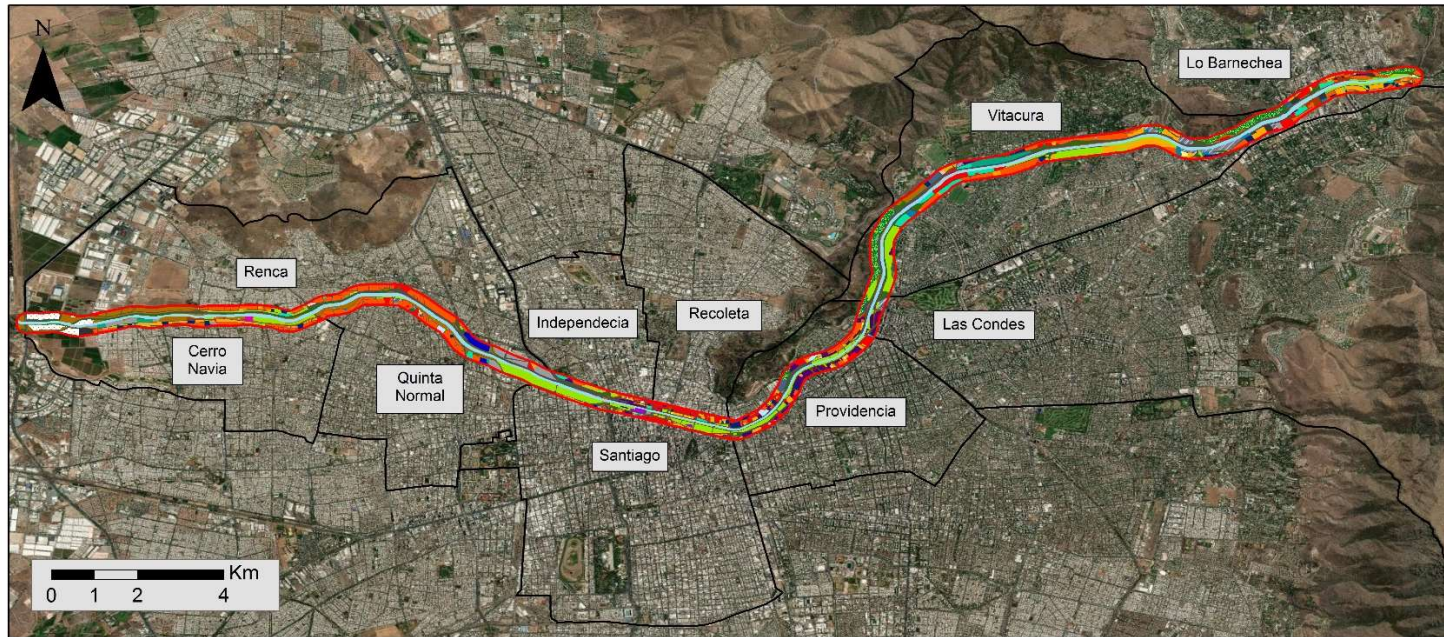 N
Lo Barnechea
Vitacura
Renca
Independecia
Recoleta
Las Condes
Cerro
Navia
Quinta
Normal
Providencia
Santiago
Km
0 1 2 4